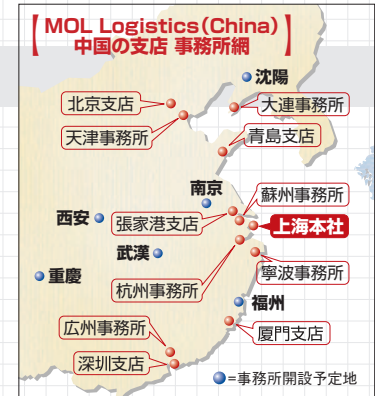 MOL Logistics(China)
中国の支店 事務所網
沈陽
北京支店
大連事務所
天津事務所
青島支店
南京
蘇州事務所
西安
張家港支店
上海本社
武漢
寧波事務所
重慶
杭州事務所
福州
広州事務所
厦門支店
深圳支店
=事務所開設予定地